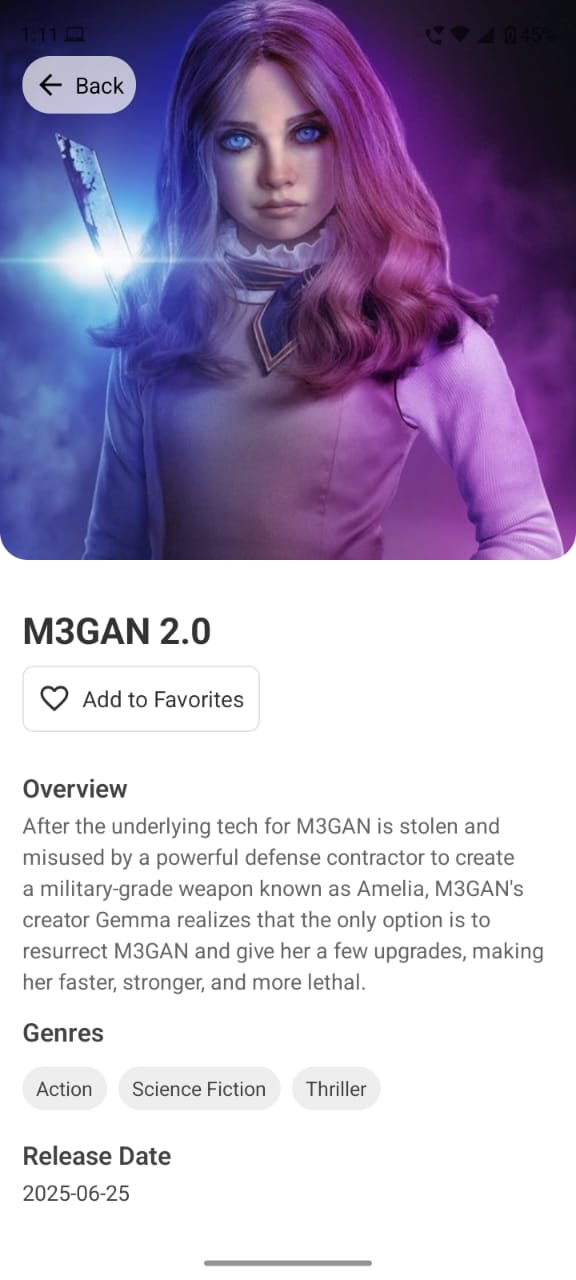 1:11
45%
Back
M3GAN 2.0
Add to Favorites
Overview
After the underlying tech for M3GAN is stolen and
misused by a powerful defense contractor to create
a military-grade weapon known as Amelia, M3GAN's
creator Gemma realizes that the only option is to
resurrect M3GAN and give her a few upgrades, making
her faster, stronger, and more lethal.
Genres
Action Science Fiction Thriller
Release Date
2025-06-25